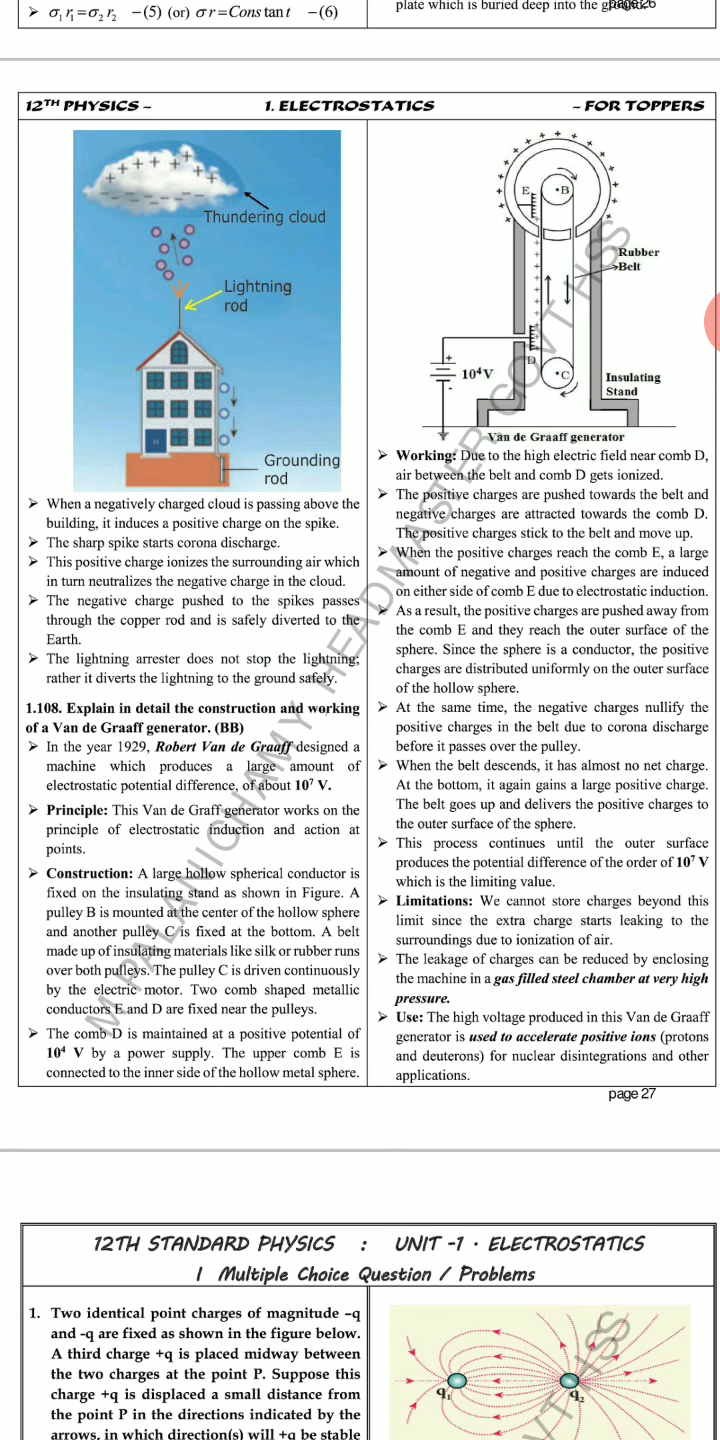 ➢ σ₁ r₁ = σ₂ r₂ − (5) (or) σ r = Cons tan t − (6)
plate which is buried deep into the ground.
page 26
12TH PHYSICS ~ 1. ELECTROSTATICS ~ FOR TOPPERS
Thundering cloud
Lightning
rod
Grounding
rod
➢ When a negatively charged cloud is passing above the
building, it induces a positive charge on the spike.
➢ The sharp spike starts corona discharge.
➢ This positive charge ionizes the surrounding air which
in turn neutralizes the negative charge in the cloud.
➢ The negative charge pushed to the spikes passes
through the copper rod and is safely diverted to the
Earth.
➢ The lightning arrester does not stop the lightning;
rather it diverts the lightning to the ground safely.
1.108. Explain in detail the construction and working
of a Van de Graaff generator. (BB)
➢ In the year 1929, Robert Van de Graaff designed a
machine which produces a large amount of
electrostatic potential difference, of about 10⁷ V.
➢ Principle: This Van de Graff generator works on the
principle of electrostatic induction and action at
points.
➢ Construction: A large hollow spherical conductor is
fixed on the insulating stand as shown in Figure. A
pulley B is mounted at the center of the hollow sphere
and another pulley C is fixed at the bottom. A belt
made up of insulating materials like silk or rubber runs
over both pulleys. The pulley C is driven continuously
by the electric motor. Two comb shaped metallic
conductors E and D are fixed near the pulleys.
➢ The comb D is maintained at a positive potential of
10⁴ V by a power supply. The upper comb E is
connected to the inner side of the hollow metal sphere.
E
B
Rubber
Belt
D
10⁴V
C
Insulating
Stand
Van de Graaff generator
➢ Working: Due to the high electric field near comb D,
air between the belt and comb D gets ionized.
➢ The positive charges are pushed towards the belt and
negative charges are attracted towards the comb D.
The positive charges stick to the belt and move up.
➢ When the positive charges reach the comb E, a large
amount of negative and positive charges are induced
on either side of comb E due to electrostatic induction.
➢ As a result, the positive charges are pushed away from
the comb E and they reach the outer surface of the
sphere. Since the sphere is a conductor, the positive
charges are distributed uniformly on the outer surface
of the hollow sphere.
➢ At the same time, the negative charges nullify the
positive charges in the belt due to corona discharge
before it passes over the pulley.
➢ When the belt descends, it has almost no net charge.
At the bottom, it again gains a large positive charge.
The belt goes up and delivers the positive charges to
the outer surface of the sphere.
➢ This process continues until the outer surface
produces the potential difference of the order of 10⁷ V
which is the limiting value.
➢ Limitations: We cannot store charges beyond this
limit since the extra charge starts leaking to the
surroundings due to ionization of air.
➢ The leakage of charges can be reduced by enclosing
the machine in a gas filled steel chamber at very high
pressure.
➢ Use: The high voltage produced in this Van de Graaff
generator is used to accelerate positive ions (protons
and deuterons) for nuclear disintegrations and other
applications.
M PALANICHAMY HEADMASTER GOVT HSS
page 27
12TH STANDARD PHYSICS : UNIT -1 · ELECTROSTATICS
I Multiple Choice Question / Problems
1. Two identical point charges of magnitude –q
and -q are fixed as shown in the figure below.
A third charge +q is placed midway between
the two charges at the point P. Suppose this
charge +q is displaced a small distance from
the point P in the directions indicated by the
arrows, in which direction(s) will +q be stable
q₁
q₂
OVT HSS